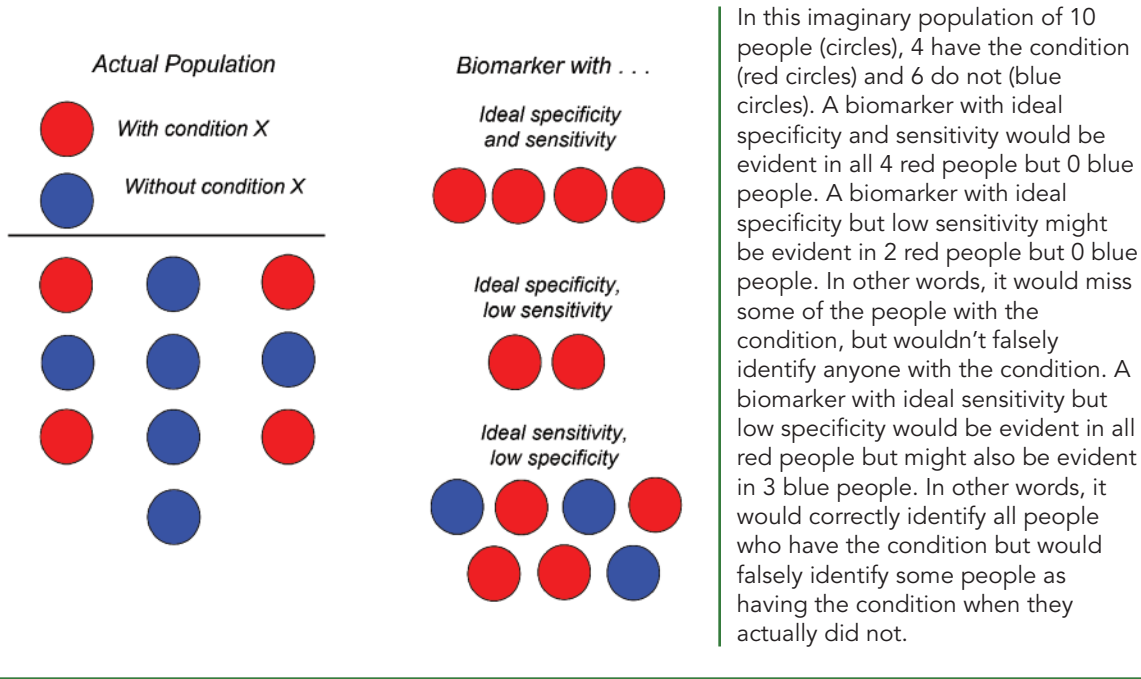 Actual Population
With condition X
Without condition X
Biomarker with . . .
Ideal specificity
and sensitivity
Ideal specificity,
low sensitivity
Ideal sensitivity,
low specificity
In this imaginary population of 10
people (circles), 4 have the condition
(red circles) and 6 do not (blue
circles). A biomarker with ideal
specificity and sensitivity would be
evident in all 4 red people but 0 blue
people. A biomarker with ideal
specificity but low sensitivity might
be evident in 2 red people but 0 blue
people. In other words, it would miss
some of the people with the
condition, but wouldn’t falsely
identify anyone with the condition. A
biomarker with ideal sensitivity but
low specificity would be evident in all
red people but might also be evident
in 3 blue people. In other words, it
would correctly identify all people
who have the condition but would
falsely identify some people as
having the condition when they
actually did not.